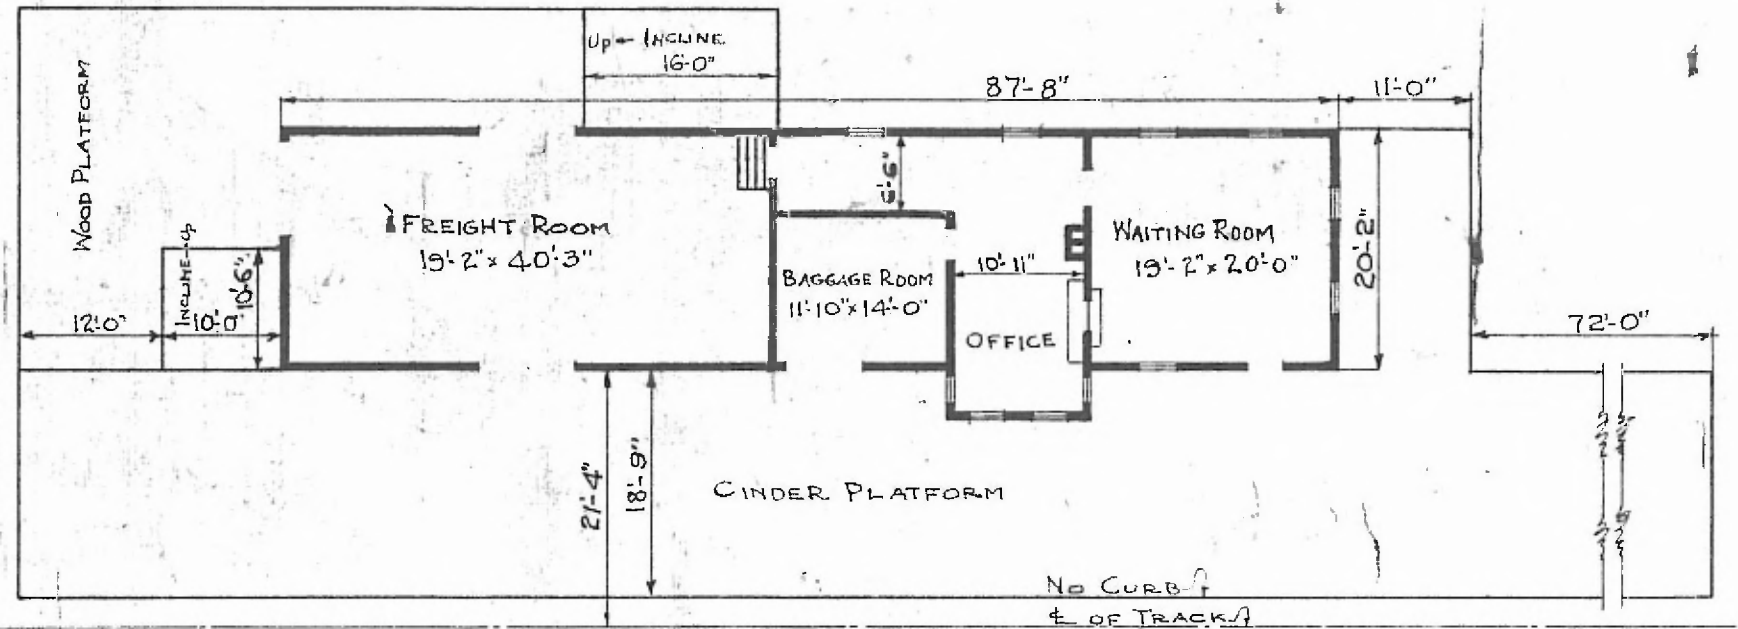 Up ← INCLINE
16'-0"
87'-8"
11'-0"
WOOD PLATFORM
INCLINE - up
10'-6"
12'-0"
10'-0"
FREIGHT ROOM
19'-2" x 40'-3"
6'-6"
BAGGAGE ROOM
11'-10" x 14'-0"
10'-11"
OFFICE
WAITING ROOM
19'-2" x 20'-0"
20'-2"
72'-0"
21'-4"
18'-9"
CINDER PLATFORM
NO CURB
℄ OF TRACK